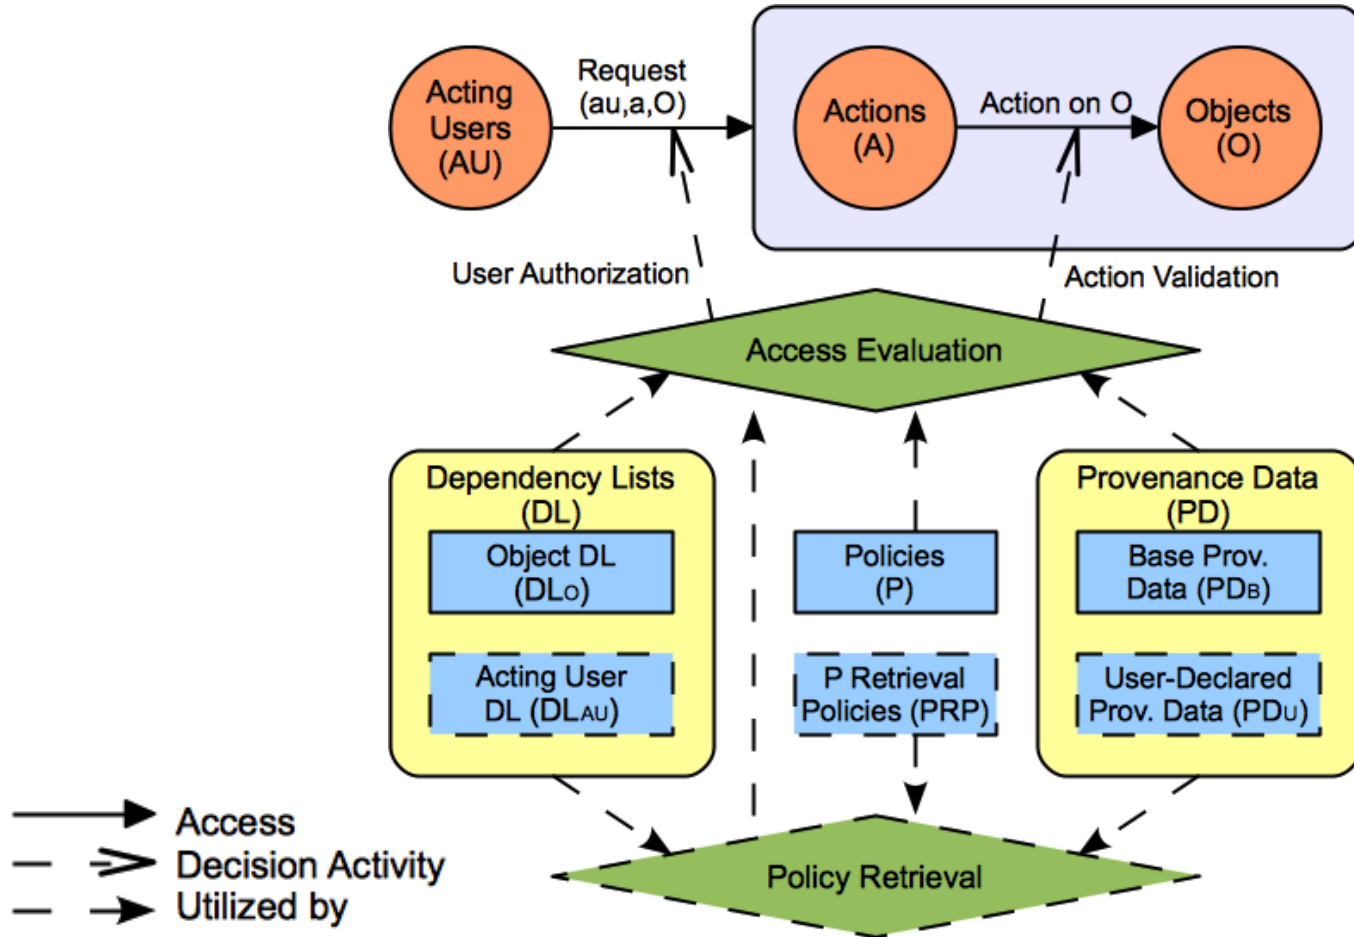 Acting
Users
(AU)
Request
(au,a,O)
Actions
(A)
Action on O
Objects
(O)
User Authorization
Action Validation
Access Evaluation
Dependency Lists
(DL)
Object DL
(DLO)
Acting User
DL (DLAU)
Policies
(P)
P Retrieval
Policies (PRP)
Provenance Data
(PD)
Base Prov.
Data (PDB)
User-Declared
Prov. Data (PDU)
Policy Retrieval
Access
Decision Activity
Utilized by